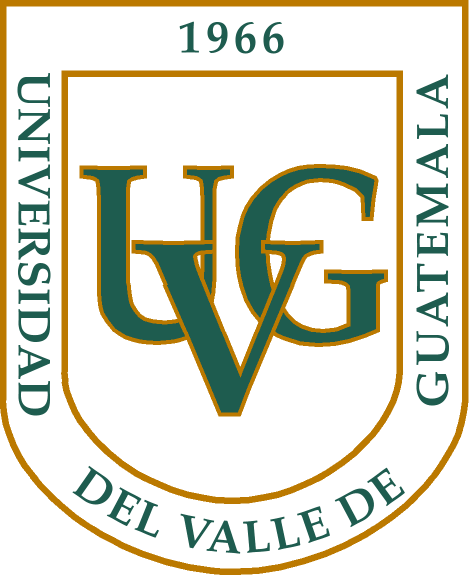 1966
UNIVERSIDAD
DEL VALLE DE
GUATEMALA
UVG